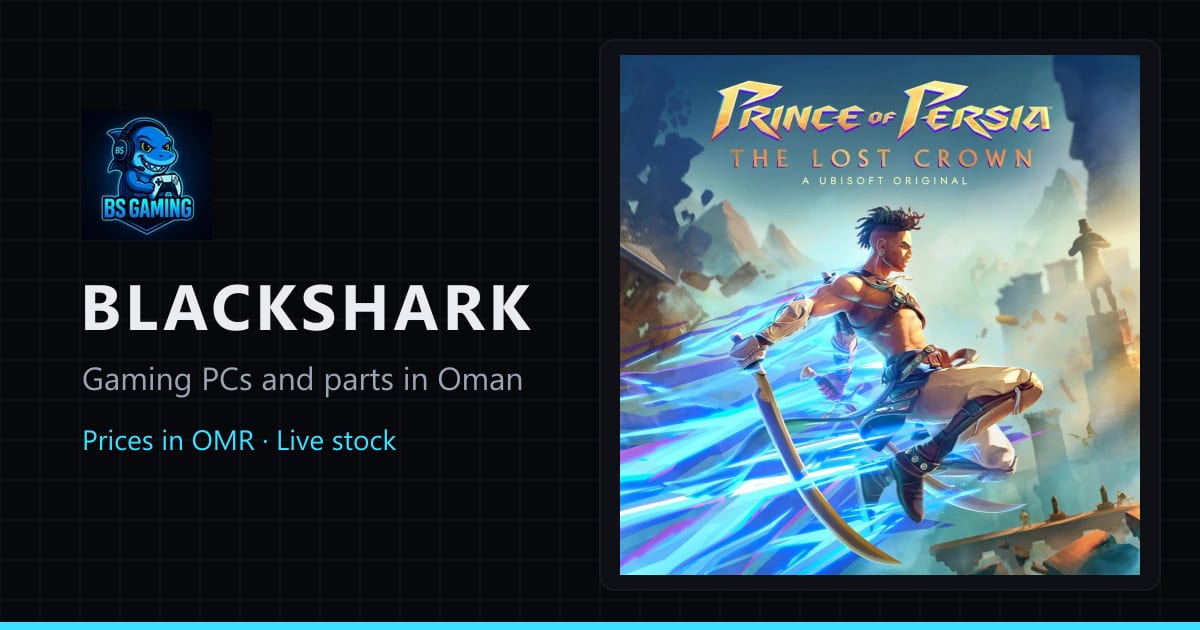 BS
BS GAMING
BLACKSHARK
Gaming PCs and parts in Oman
Prices in OMR · Live stock
PRINCE OF PERSIA
THE LOST CROWN
A UBISOFT ORIGINAL